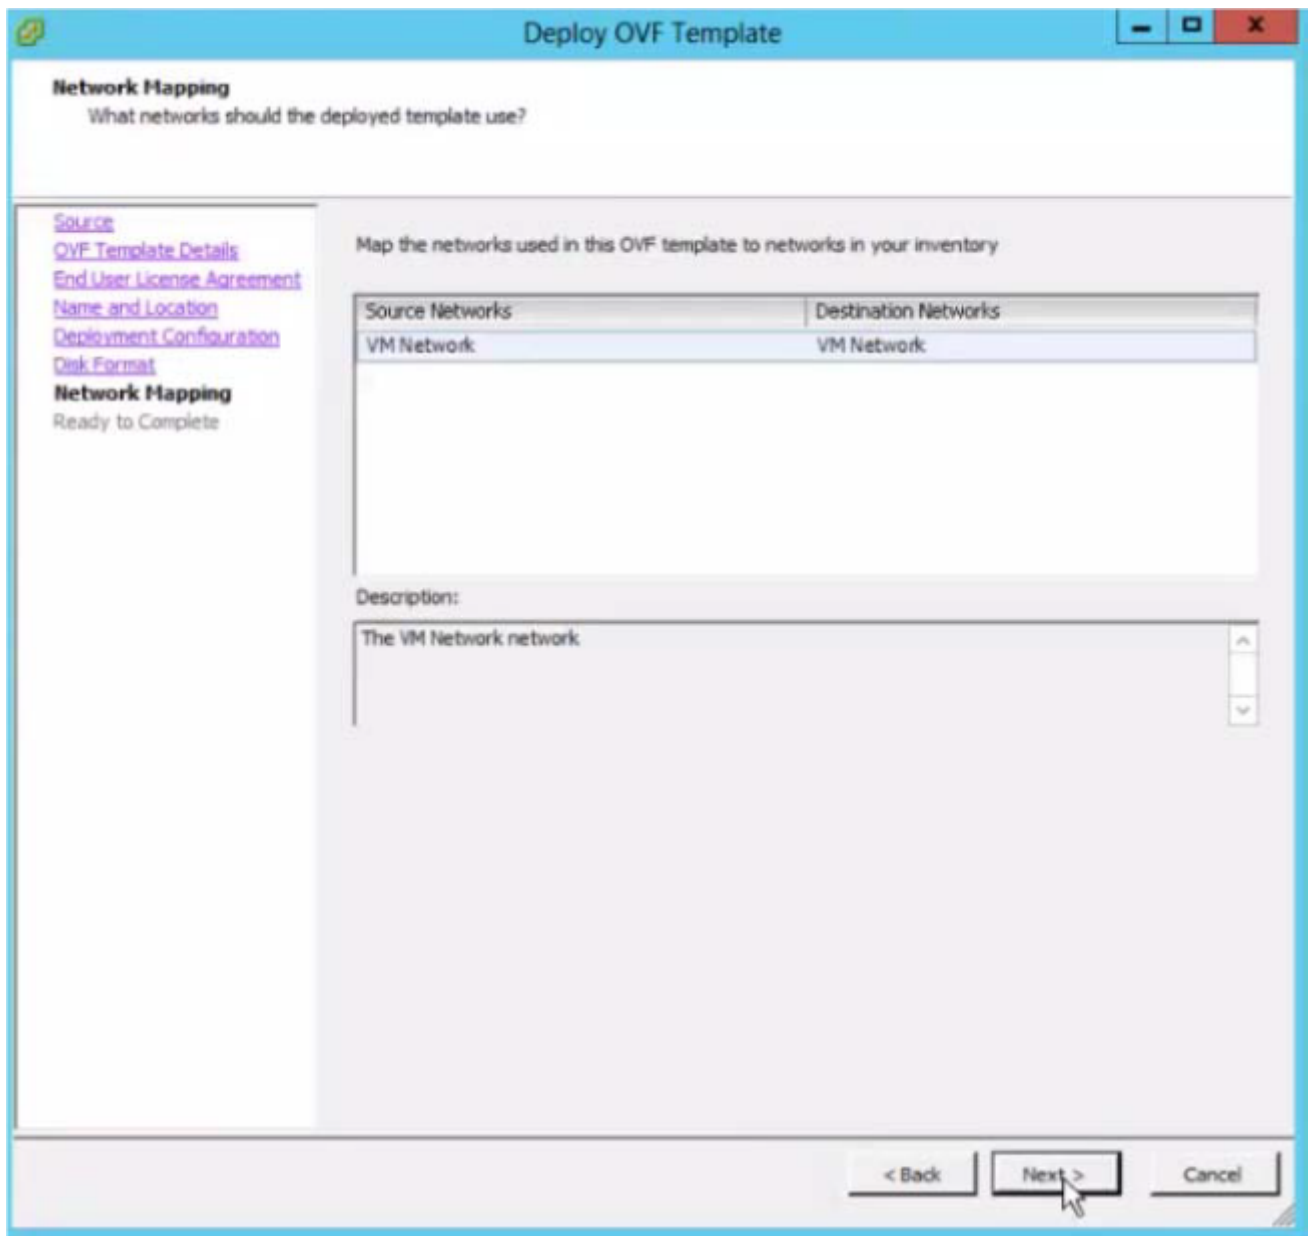 Deploy OVF Template
Network Mapping
What networks should the deployed template use?
Source
OVF Template Details
End User License Agreement
Name and Location
Deployment Configuration
Disk Format
Network Mapping
Ready to Complete
Map the networks used in this OVF template to networks in your inventory
Source Networks Destination Networks
VM Network VM Network
Description:
The VM Network network
< Back Next > Cancel